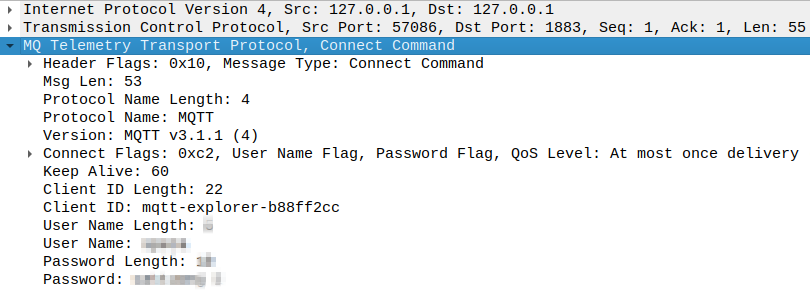 Internet Protocol Version 4, Src: 127.0.0.1, Dst: 127.0.0.1
Transmission Control Protocol, Src Port: 57086, Dst Port: 1883, Seq: 1, Ack: 1, Len: 55
MQ Telemetry Transport Protocol, Connect Command
Header Flags: 0x10, Message Type: Connect Command
Msg Len: 53
Protocol Name Length: 4
Protocol Name: MQTT
Version: MQTT v3.1.1 (4)
Connect Flags: 0xc2, User Name Flag, Password Flag, QoS Level: At most once delivery
Keep Alive: 60
Client ID Length: 22
Client ID: mqtt-explorer-b88ff2cc
User Name Length:
User Name:
Password Length:
Password: